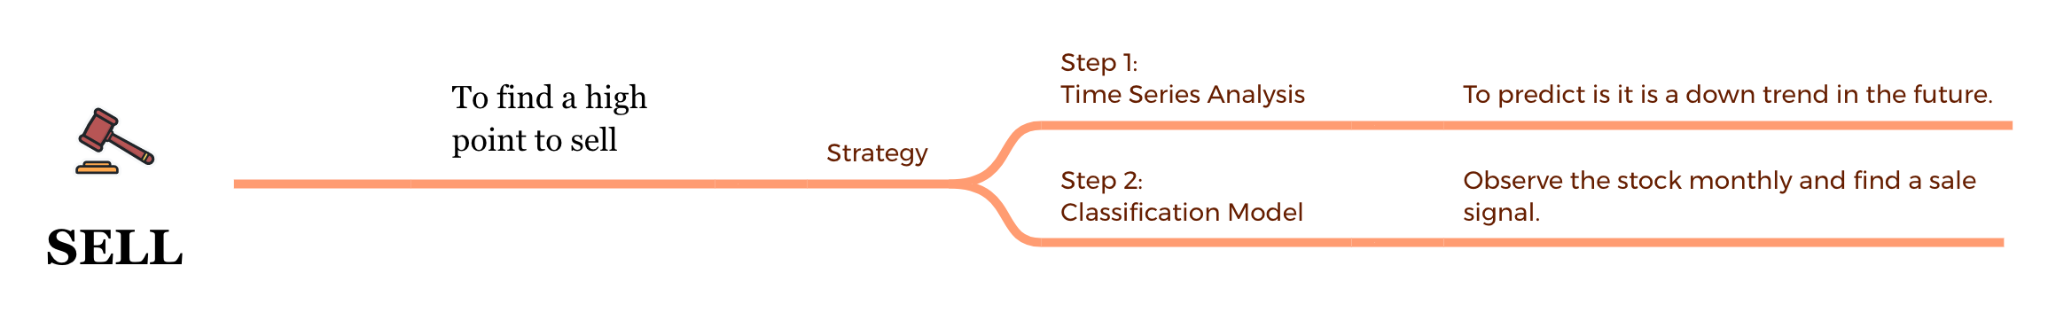 SELL
To find a high
point to sell
Strategy
Step 1:
Time Series Analysis
To predict is it is a down trend in the future.
Step 2:
Classification Model
Observe the stock monthly and find a sale
signal.